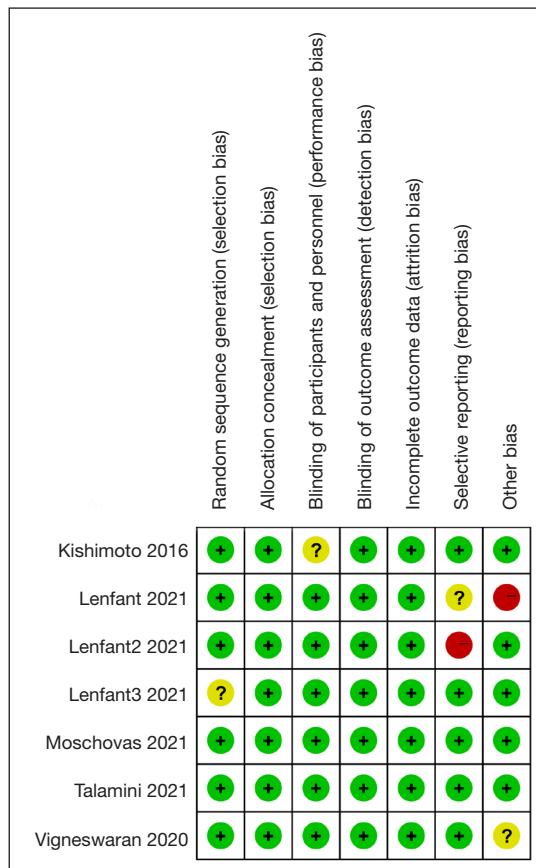 Random sequence generation (selection bias)
Allocation concealment (selection bias)
Blinding of participants and personnel (performance bias)
Blinding of outcome assessment (detection bias)
Incomplete outcome data (attrition bias)
Selective reporting (reporting bias)
Other bias
Kishimoto 2016 + + ? + + + +
Lenfant 2021 + + + + + ? -
Lenfant2 2021 + + + + + - +
Lenfant3 2021 ? + + + + + +
Moschovas 2021 + + + + + + +
Talamini 2021 + + + + + + +
Vigneswaran 2020 + + + + + + ?